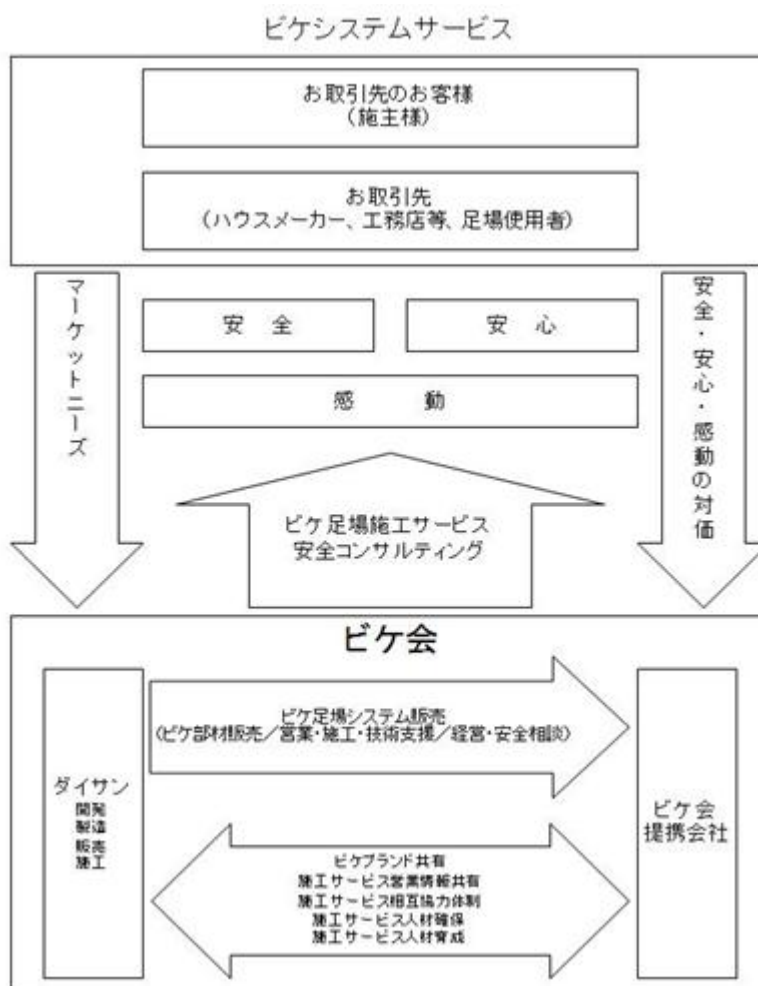 ビケシステムサービス
お取引先のお客様
(施主様)
お取引先
(ハウスメーカー、工務店等、足場使用者)
マーケットニーズ
安全
安心
感動
安全・安心・感動の対価
ビケ足場施工サービス
安全コンサルティング
ビケ会
ビケ足場システム販売
(ビケ部材販売/営業・施工・技術支援/経営・安全相談)
ダイサン
開発
製造
販売
施工
ビケ会
提携会社
ビケブランド共有
施工サービス営業情報共有
施工サービス相互協力体制
施工サービス人材確保
施工サービス人材育成